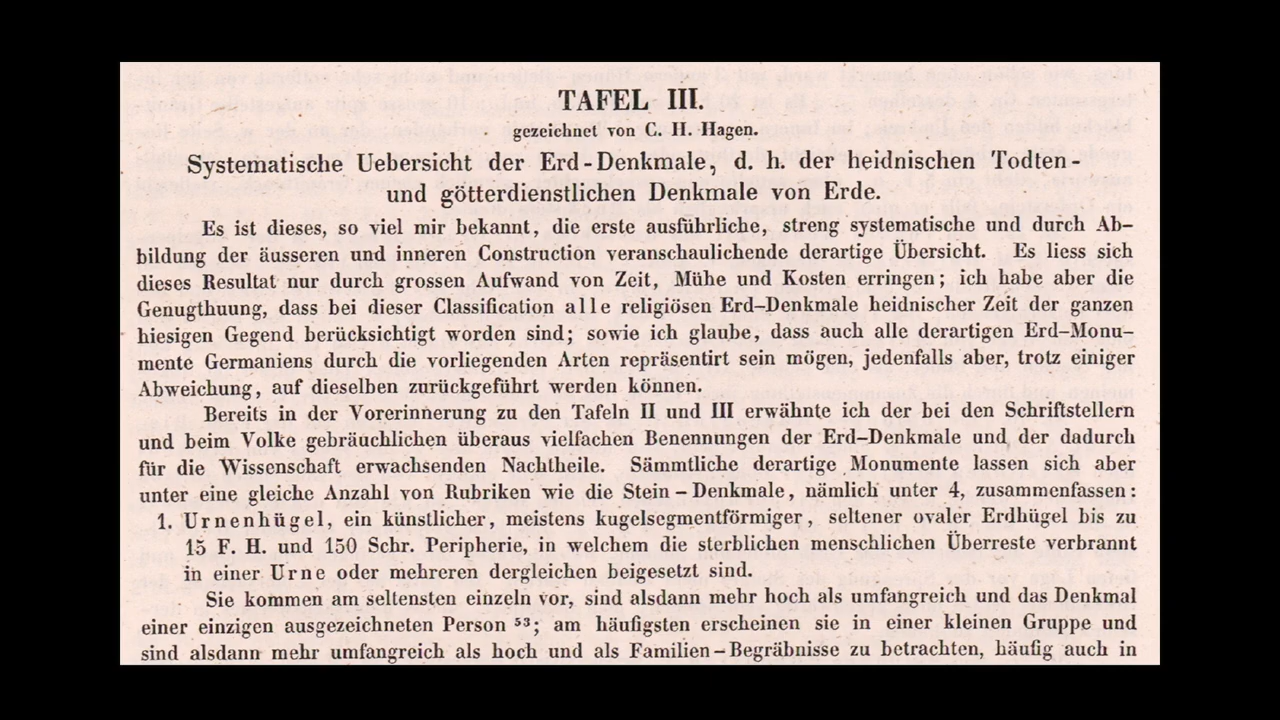 TAFEL III.
gezeichnet von C. H. Hagen.
Systematische Uebersicht der Erd-Denkmale, d. h. der heidnischen Todten-
und götterdienstlichen Denkmale von Erde.
Es ist dieses, so viel mir bekannt, die erste ausführliche, streng systematische und durch Ab-
bildung der äusseren und inneren Construction veranschaulichende derartige Übersicht. Es liess sich
dieses Resultat nur durch grossen Aufwand von Zeit, Mühe und Kosten erringen; ich habe aber die
Genugthuung, dass bei dieser Classification alle religiösen Erd-Denkmale heidnischer Zeit der ganzen
hiesigen Gegend berücksichtigt worden sind; sowie ich glaube, dass auch alle derartigen Erd-Monu-
mente Germaniens durch die vorliegenden Arten repräsentirt sein mögen, jedenfalls aber, trotz einiger
Abweichung, auf dieselben zurückgeführt werden können.
Bereits in der Vorerinnerung zu den Tafeln II und III erwähnte ich der bei den Schriftstellern
und beim Volke gebräuchlichen überaus vielfachen Benennungen der Erd-Denkmale und der dadurch
für die Wissenschaft erwachsenden Nachtheile. Sämmtliche derartige Monumente lassen sich aber
unter eine gleiche Anzahl von Rubriken wie die Stein-Denkmale, nämlich unter 4, zusammenfassen:
1. Urnenhügel, ein künstlicher, meistens kugelsegmentförmiger, seltener ovaler Erdhügel bis zu
15 F. H. und 150 Schr. Peripherie, in welchem die sterblichen menschlichen Überreste verbrannt
in einer Urne oder mehreren dergleichen beigesetzt sind.
Sie kommen am seltensten einzeln vor, sind alsdann mehr hoch als umfangreich und das Denkmal
einer einzigen ausgezeichneten Person ⁵³; am häufigsten erscheinen sie in einer kleinen Gruppe und
sind alsdann mehr umfangreich als hoch und als Familien-Begräbnisse zu betrachten, häufig auch in